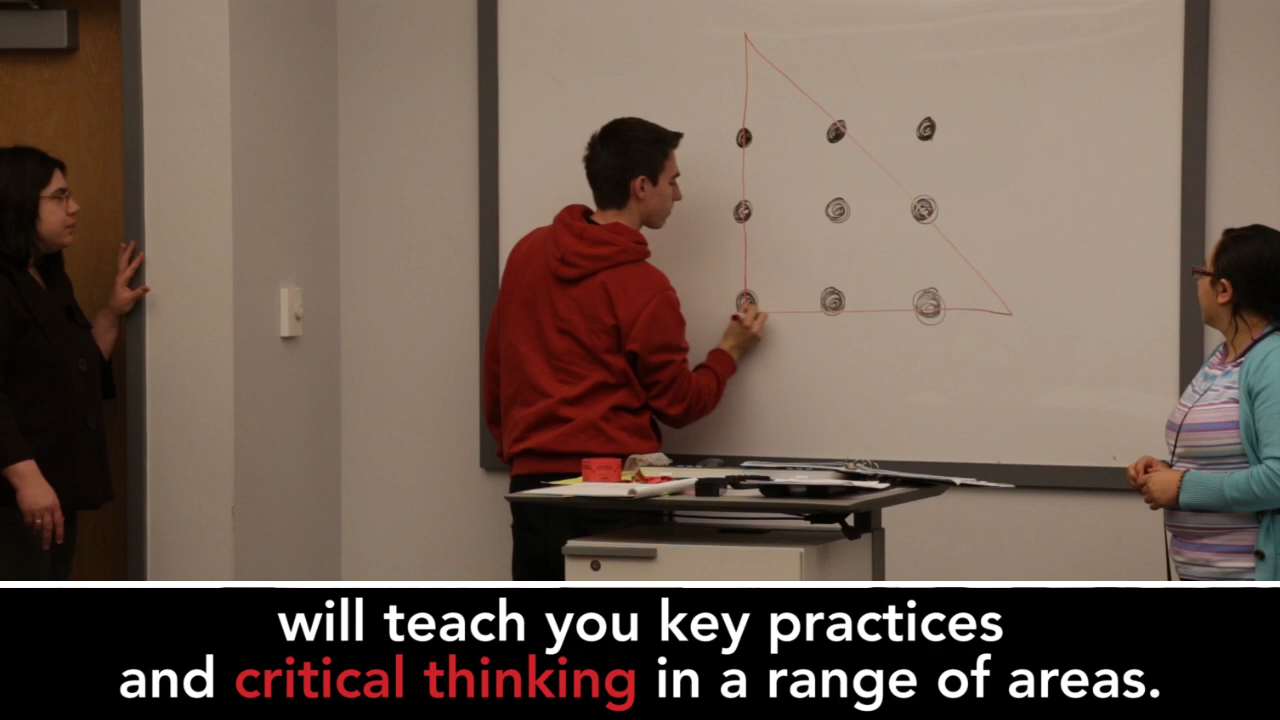 will teach you key practices
and critical thinking in a range of areas.